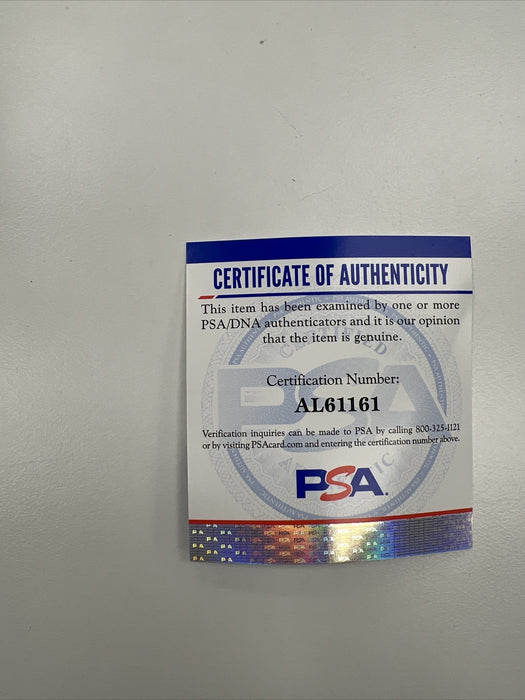 CERTIFICATE OF AUTHENTICITY
This item has been examined by one or more
PSA/DNA authenticators and it is our opinion
that the item is genuine.
Certification Number:
AL61161
Verification inquiries can be made to PSA by calling 800-325-1121
or by visiting PSAcard.com and entering the certification number above.
PSA
CERTIFIED
PSA.